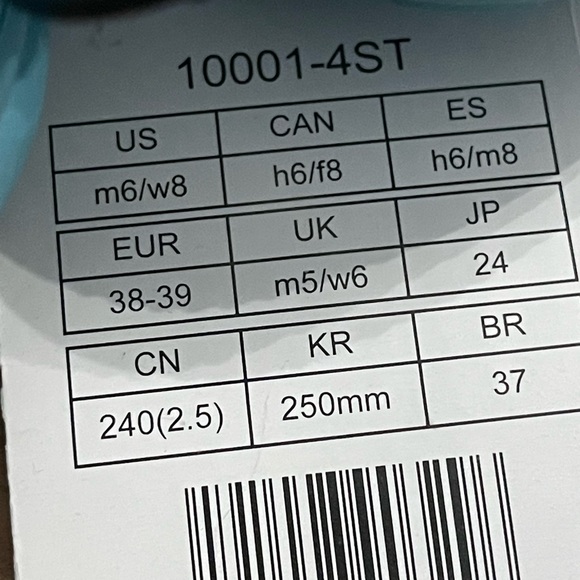 10001-4ST
US CAN ES
m6/w8 h6/f8 h6/m8
EUR UK JP
38-39 m5/w6 24
CN KR BR
240(2.5) 250mm 37